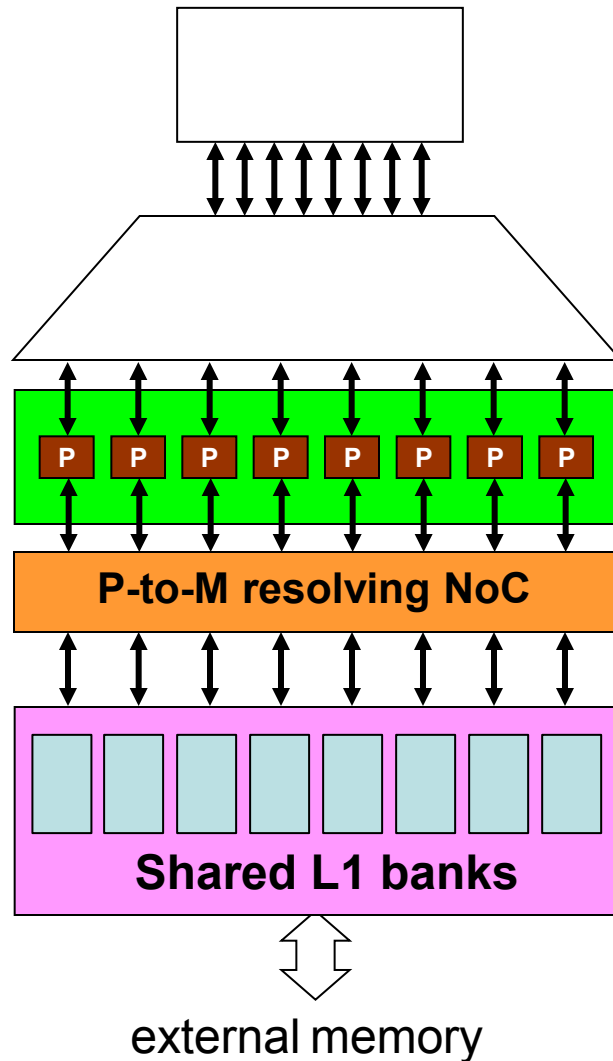 P P P P P P P P
P-to-M resolving NoC
Shared L1 banks
external memory